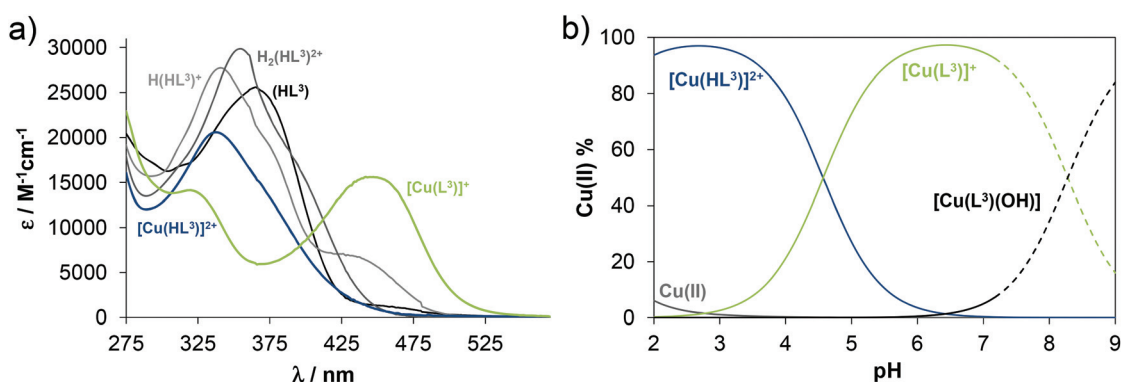 a)
30000
25000
20000
15000
10000
5000
0
ε / M⁻¹cm⁻¹
275
325
375
425
475
525
λ / nm
H(HL³)⁺
H₂(HL³)²⁺
(HL³)
[Cu(L³)]⁺
[Cu(HL³)]²⁺
b)
100
80
60
40
20
0
Cu(II) %
2
3
4
5
6
7
8
9
pH
[Cu(HL³)]²⁺
[Cu(L³)]⁺
[Cu(L³)(OH)]
Cu(II)